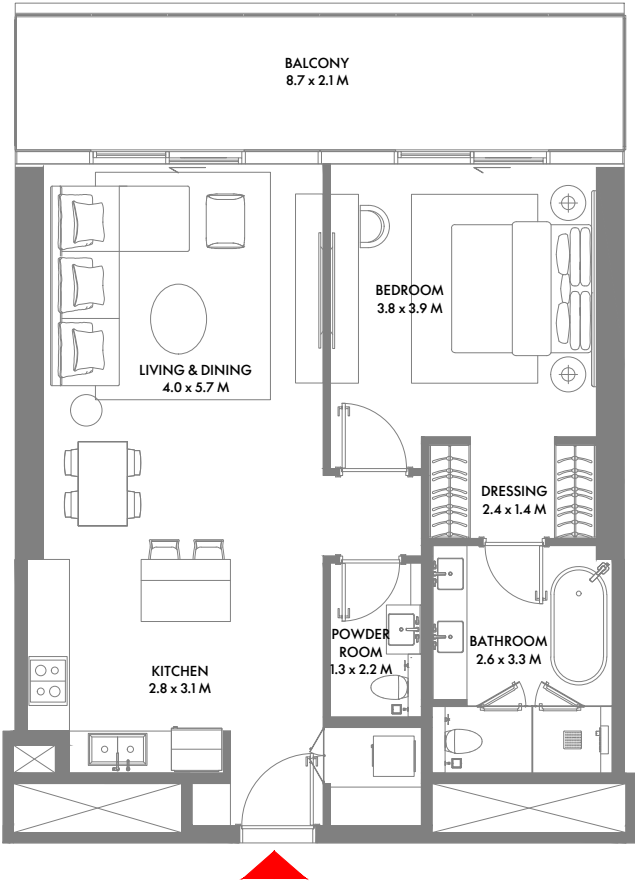 BALCONY
8.7 x 2.1 M
BEDROOM
3.8 x 3.9 M
LIVING & DINING
4.0 x 5.7 M
DRESSING
2.4 x 1.4 M
POWDER
ROOM
1.3 x 2.2 M
BATHROOM
2.6 x 3.3 M
KITCHEN
2.8 x 3.1 M